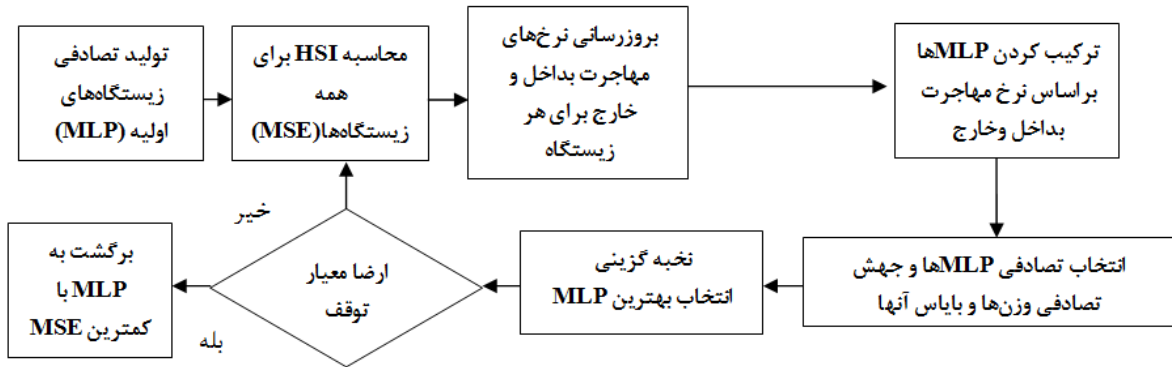 تولید تصادفی
زیستگاه‌های
اولیه (MLP)
محاسبه HSI برای
همه
زیستگاه‌ها(MSE)
بروزرسانی نرخ‌های
مهاجرت بداخل و
خارج برای هر
زیستگاه
ترکیب کردن MLPها
براساس نرخ مهاجرت
بداخل وخارج
انتخاب تصادفی MLPها و جهش
تصادفی وزن‌ها و بایاس آنها
نخبه گزینی
انتخاب بهترین MLP
ارضا معیار
توقف
خیر
بله
برگشت به
MLP با
کمترین MSE